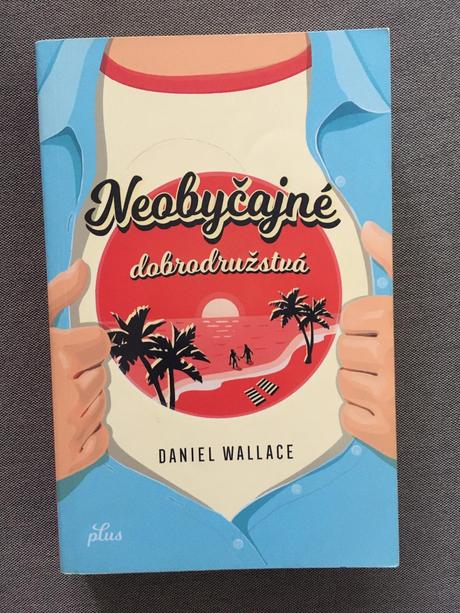 Neobyčajné
dobrodružstvá
DANIEL WALLACE
plus